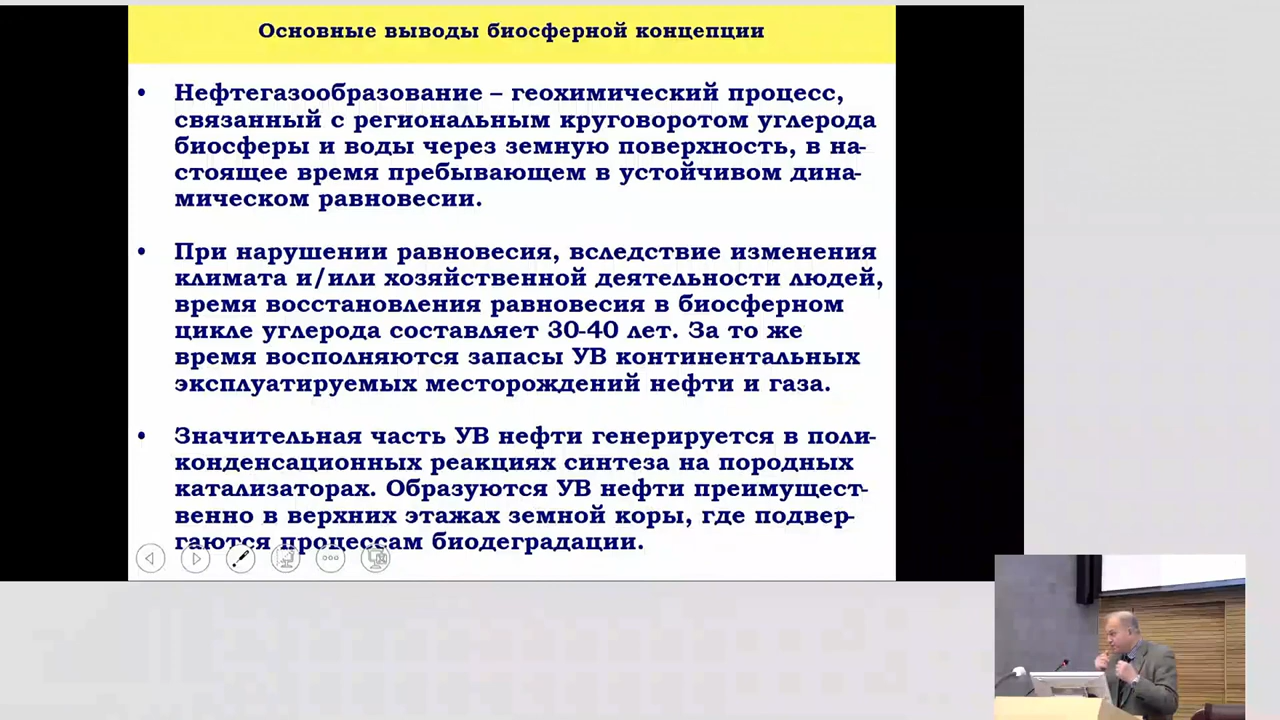 Основные выводы биосферной концепции
• Нефтегазообразование – геохимический процесс,
связанный с региональным круговоротом углерода
биосферы и воды через земную поверхность, в на-
стоящее время пребывающем в устойчивом дина-
мическом равновесии.
• При нарушении равновесия, вследствие изменения
климата и/или хозяйственной деятельности людей,
время восстановления равновесия в биосферном
цикле углерода составляет 30-40 лет. За то же
время восполняются запасы УВ континентальных
эксплуатируемых месторождений нефти и газа.
• Значительная часть УВ нефти генерируется в поли-
конденсационных реакциях синтеза на породных
катализаторах. Образуются УВ нефти преимущест-
венно в верхних этажах земной коры, где подвер-
гаются процессам биодеградации.